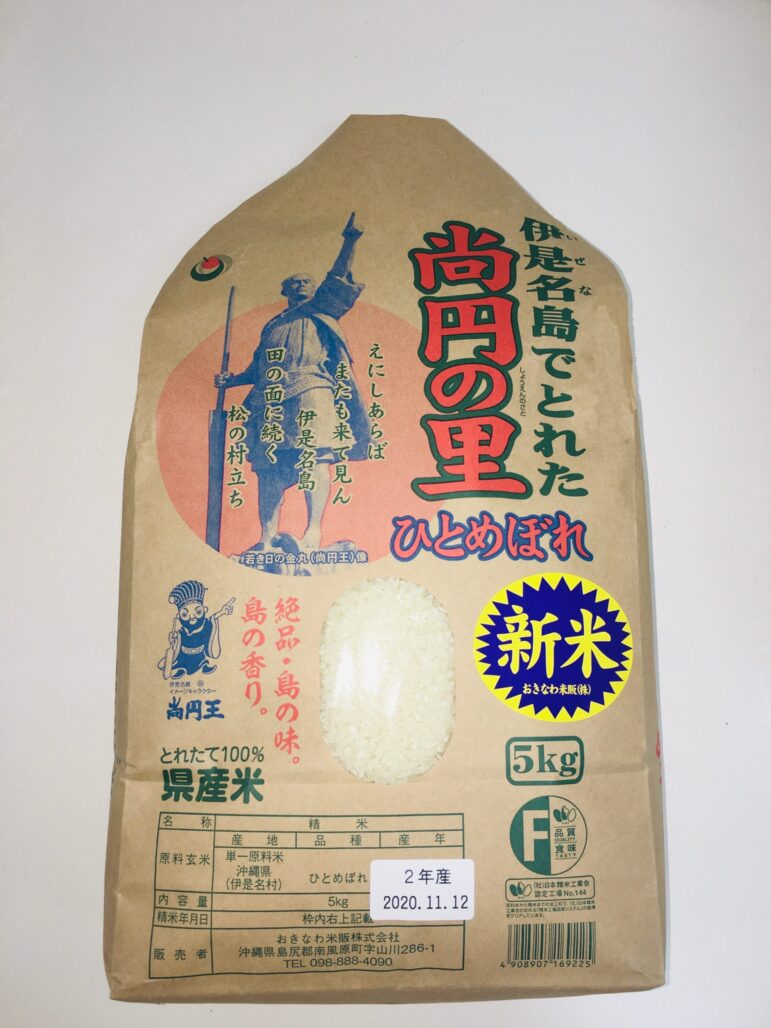 伊是名島でとれた
いぜな
尚円の里
しょうえんのさと
ひとめぼれ
えにしあらば
またも来て見ん
伊是名島
田の面に続く
松の村立ち
若き日の金丸(尚円王)像
新米
おきなわ米販(株)
絶品・島の味。
島の香り。
伊是名島 ®
イメージキャラクター
尚円王
とれたて100%
県産米
5kg
F
品質
QUALITY
食味
TASTY
(社)日本精米工業会
認定工場 No.144
名称 精米
原料玄米 産地 品種 産年
単一原料米
沖縄県 ひとめぼれ
(伊是名村)
2年産
2020.11.12
内容量 5kg
精米年月日 枠内右上記載
販売者 おきなわ米販株式会社
沖縄県島尻郡南風原町字山川286-1
TEL 098-888-4090
4 908907 169225